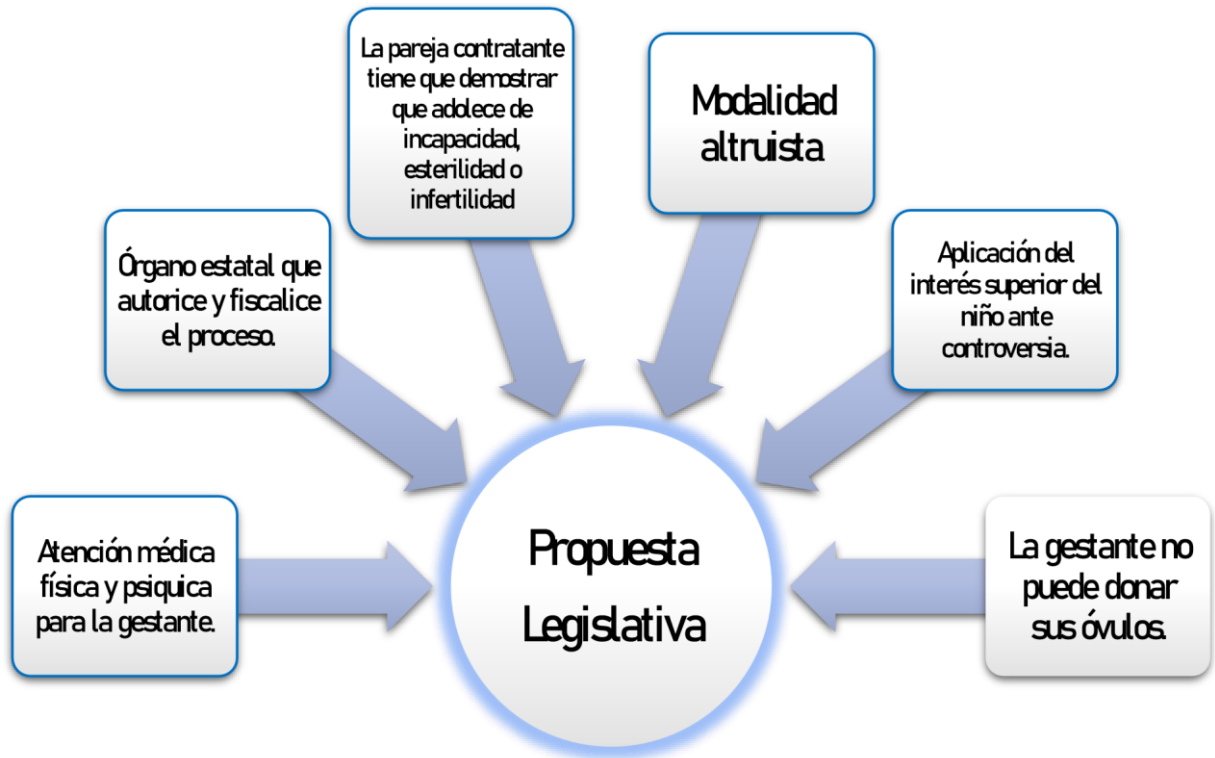 La pareja contratante
tiene que demostrar
que adolece de
incapacidad,
esterilidad o
infertilidad
Modalidad
altruista
Órgano estatal que
autorice y fiscalice
el proceso.
Aplicación del
interés superior del
niño ante
controversia.
Atención médica
física y psiquica
para la gestante.
Propuesta
Legislativa
La gestante no
puede donar
sus óvulos.